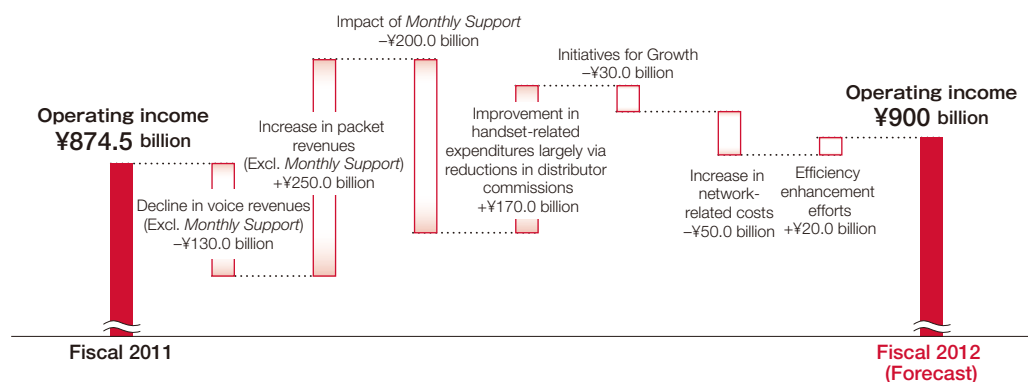 Operating income
¥874.5 billion
Decline in voice revenues
(Excl. Monthly Support)
–¥130.0 billion
Increase in packet
revenues
(Excl. Monthly Support)
+¥250.0 billion
Impact of Monthly Support
–¥200.0 billion
Improvement in
handset-related
expenditures largely via
reductions in distributor
commissions
+¥170.0 billion
Initiatives for Growth
–¥30.0 billion
Increase in
network-
related costs
–¥50.0 billion
Efficiency
enhancement
efforts
+¥20.0 billion
Operating income
¥900 billion
Fiscal 2011
Fiscal 2012
(Forecast)